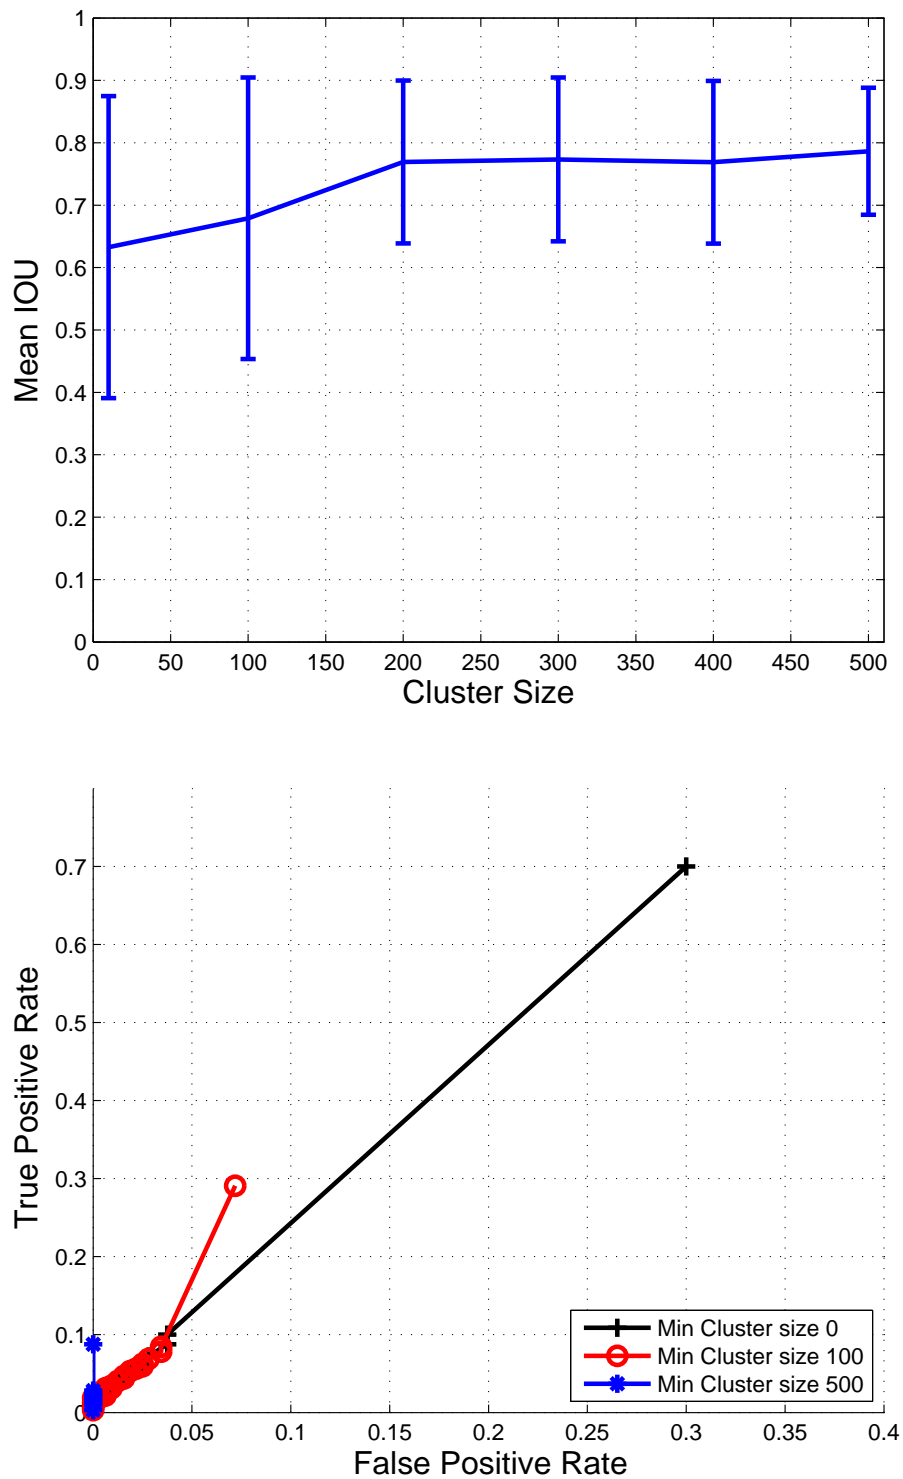 1
0.9
0.8
0.7
0.6
0.5
0.4
0.3
0.2
0.1
0
Mean IOU
0 50 100 150 200 250 300 350 400 450 500
Cluster Size
0.7
0.6
0.5
0.4
0.3
0.2
0.1
0
True Positive Rate
Min Cluster size 0
Min Cluster size 100
Min Cluster size 500
0 0.05 0.1 0.15 0.2 0.25 0.3 0.35 0.4
False Positive Rate